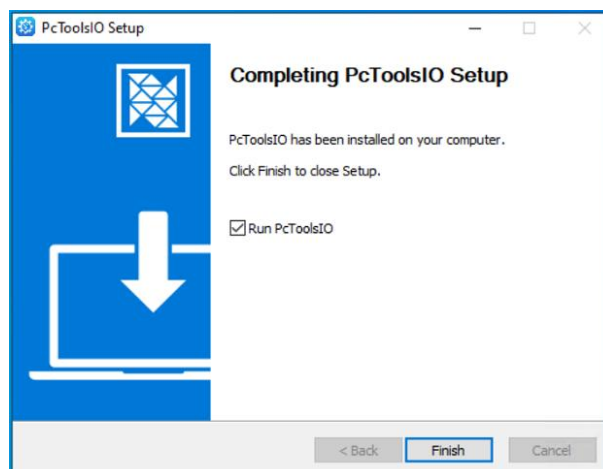 PcToolsIO Setup
Completing PcToolsIO Setup
PcToolsIO has been installed on your computer.
Click Finish to close Setup.
Run PcToolsIO
< Back
Finish
Cancel